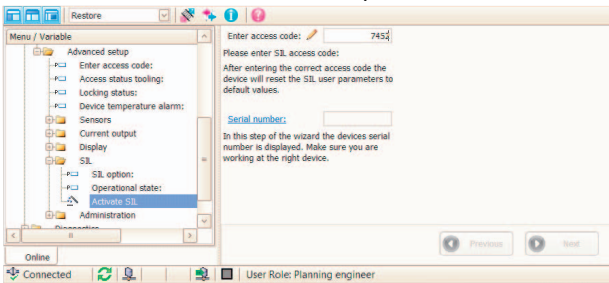 Restore
Menu / Variable
Advanced setup
Enter access code:
Access status tooling:
Locking status:
Device temperature alarm:
Sensors
Current output
Display
SIL
SIL option:
Operational state:
Activate SIL
Administration
Diagnostics
Online
Enter access code:
7452
Please enter SIL access code:
After entering the correct access code the
device will reset the SIL user parameters to
default values.
Serial number:
In this step of the wizard the devices serial
number is displayed. Make sure you are
working at the right device.
Previous
Next
Connected
User Role: Planning engineer